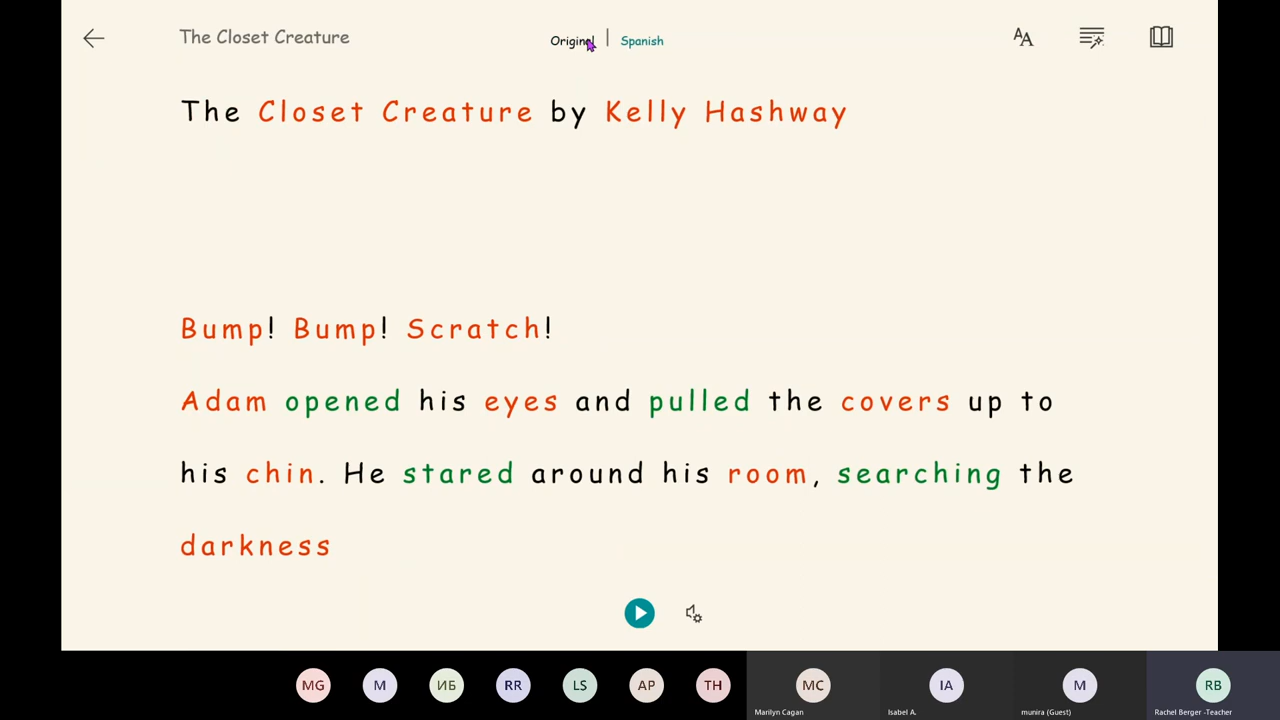 The Closet Creature
Original | Spanish
AA
The Closet Creature by Kelly Hashway
Bump! Bump! Scratch!
Adam opened his eyes and pulled the covers up to
his chin. He stared around his room, searching the
darkness
MG M ИБ RR LS AP TH MC IA M RB
Marilyn Cagan Isabel A. munira (Guest) Rachel Berger -Teacher